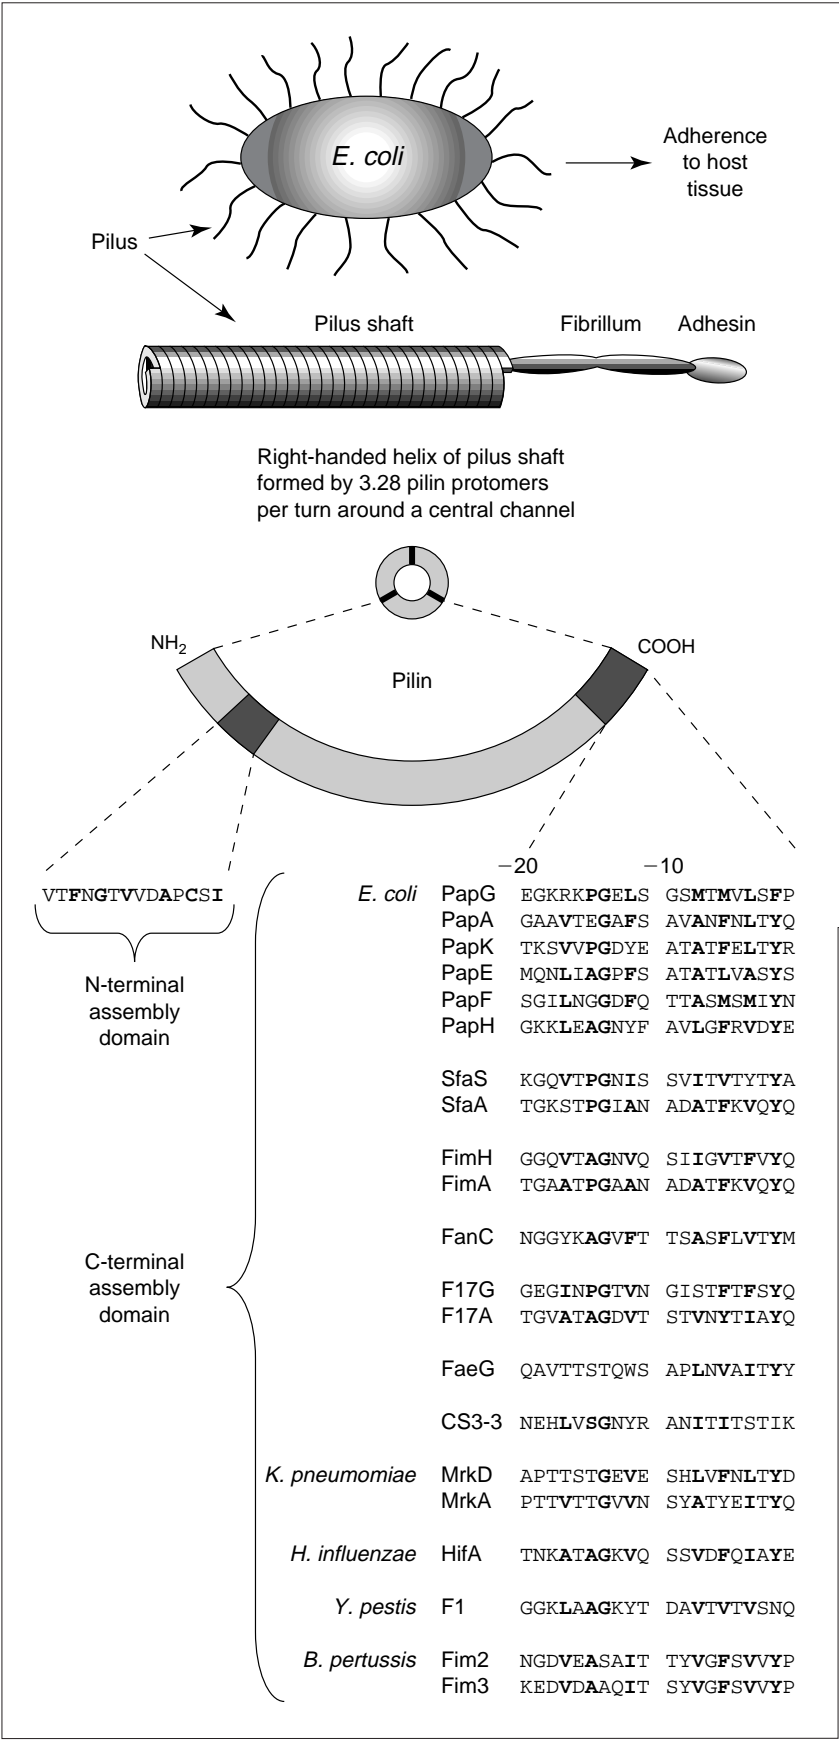 E. coli
Adherence
to host
tissue
Pilus
Pilus shaft
Fibrillum
Adhesin
Right-handed helix of pilus shaft
formed by 3.28 pilin protomers
per turn around a central channel
NH2
COOH
Pilin
−20 −10
VTFNGTVVDAPCSI
N-terminal
assembly
domain
C-terminal
assembly
domain
E. coli PapG EGKRKPGELS GSMTMVLSFP
PapA GAAVTEGAFS AVANFNLTYQ
PapK TKSVVPGDYE ATATFELTYR
PapE MQNLIAGPFS ATATLVASYS
PapF SGILNGGDFQ TTASMSMIYN
PapH GKKLEAGNYF AVLGFRVDYE
SfaS KGQVTPGNIS SVITVTYTYA
SfaA TGKSTPGIAN ADATFKVQYQ
FimH GGQVTAGNVQ SIIGVTFVYQ
FimA TGAATPGAAN ADATFKVQYQ
FanC NGGYKAGVFT TSASFLVTYM
F17G GEGINPGTVN GISTFTFSYQ
F17A TGVATAGDVT STVNYTIAYQ
FaeG QAVTTSTQWS APLNVAITYY
CS3-3 NEHLVSGNYR ANITITSTIK
K. pneumomiae MrkD APTTSTGEVE SHLVFNLTYD
MrkA PTTVTTGVVN SYATYEITYQ
H. influenzae HifA TNKATAGKVQ SSVDFQIAYE
Y. pestis F1 GGKLAAGKYT DAVTVTVSNQ
B. pertussis Fim2 NGDVEASAIT TYVGFSVVYP
Fim3 KEDVDAAQIT SYVGFSVVYP